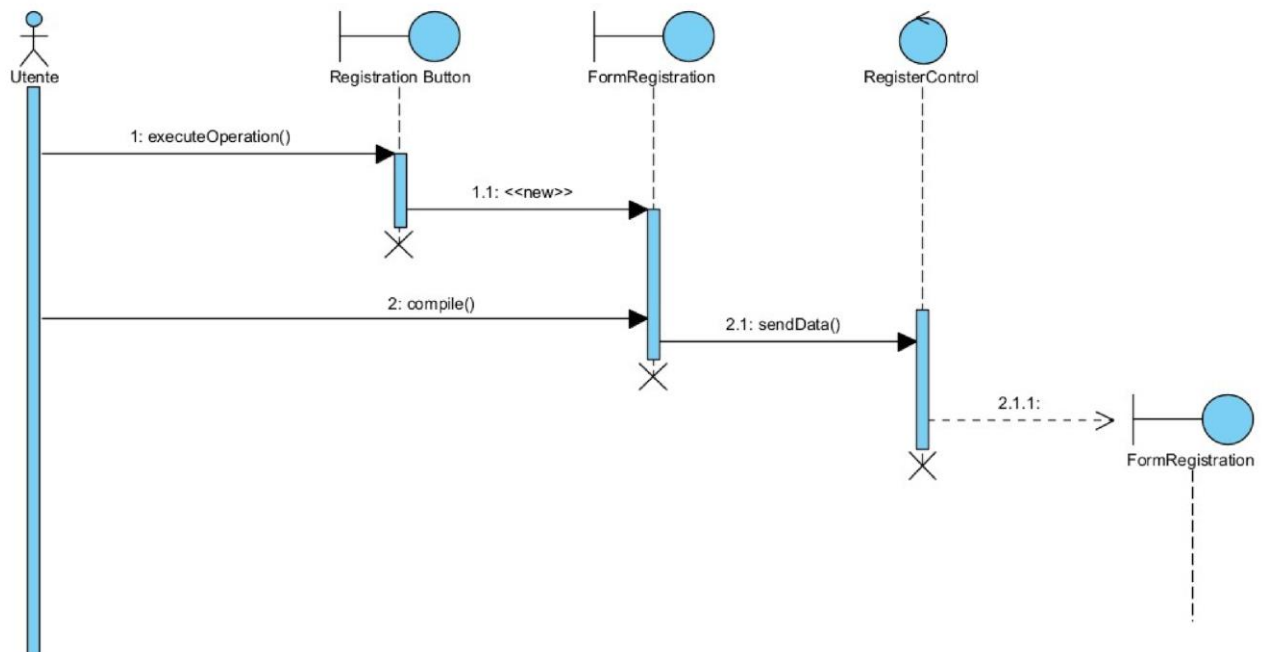 Utente
Registration Button
FormRegistration
RegisterControl
1: executeOperation()
1.1: <<new>>
2: compile()
2.1: sendData()
2.1.1:
FormRegistration